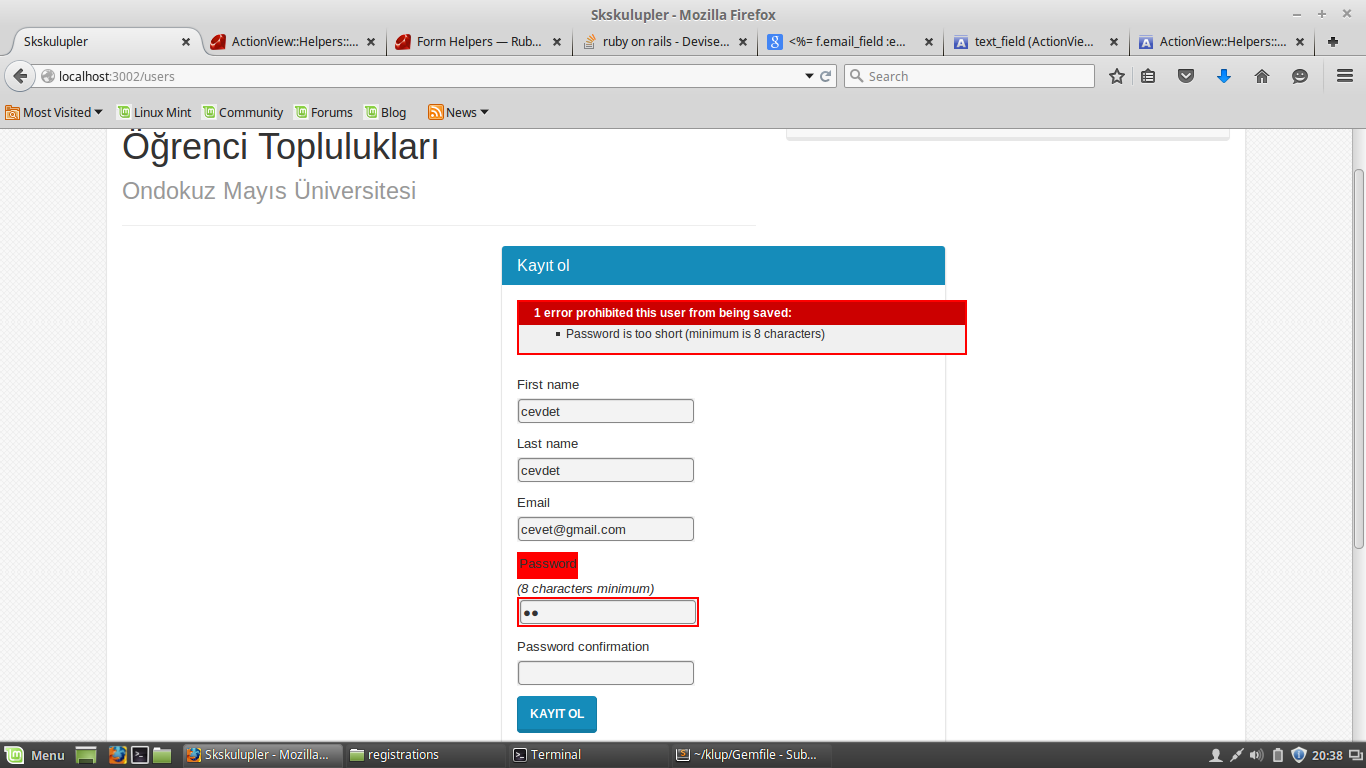 Skskulupler - Mozilla Firefox
Skskulupler
ActionView::Helpers::...
Form Helpers — Rub...
ruby on rails - Devise...
<%= f.email_field :e...
text_field (ActionVie...
ActionView::Helpers::...
localhost:3002/users
Search
Most Visited
Linux Mint
Community
Forums
Blog
News
Öğrenci Toplulukları
Ondokuz Mayıs Üniversitesi
Kayıt ol
1 error prohibited this user from being saved:
Password is too short (minimum is 8 characters)
First name
cevdet
Last name
cevdet
Email
cevet@gmail.com
Password
(8 characters minimum)
Password confirmation
KAYIT OL
Menu
Skskulupler - Mozilla...
registrations
Terminal
~/klup/Gemfile - Sub...
20:38